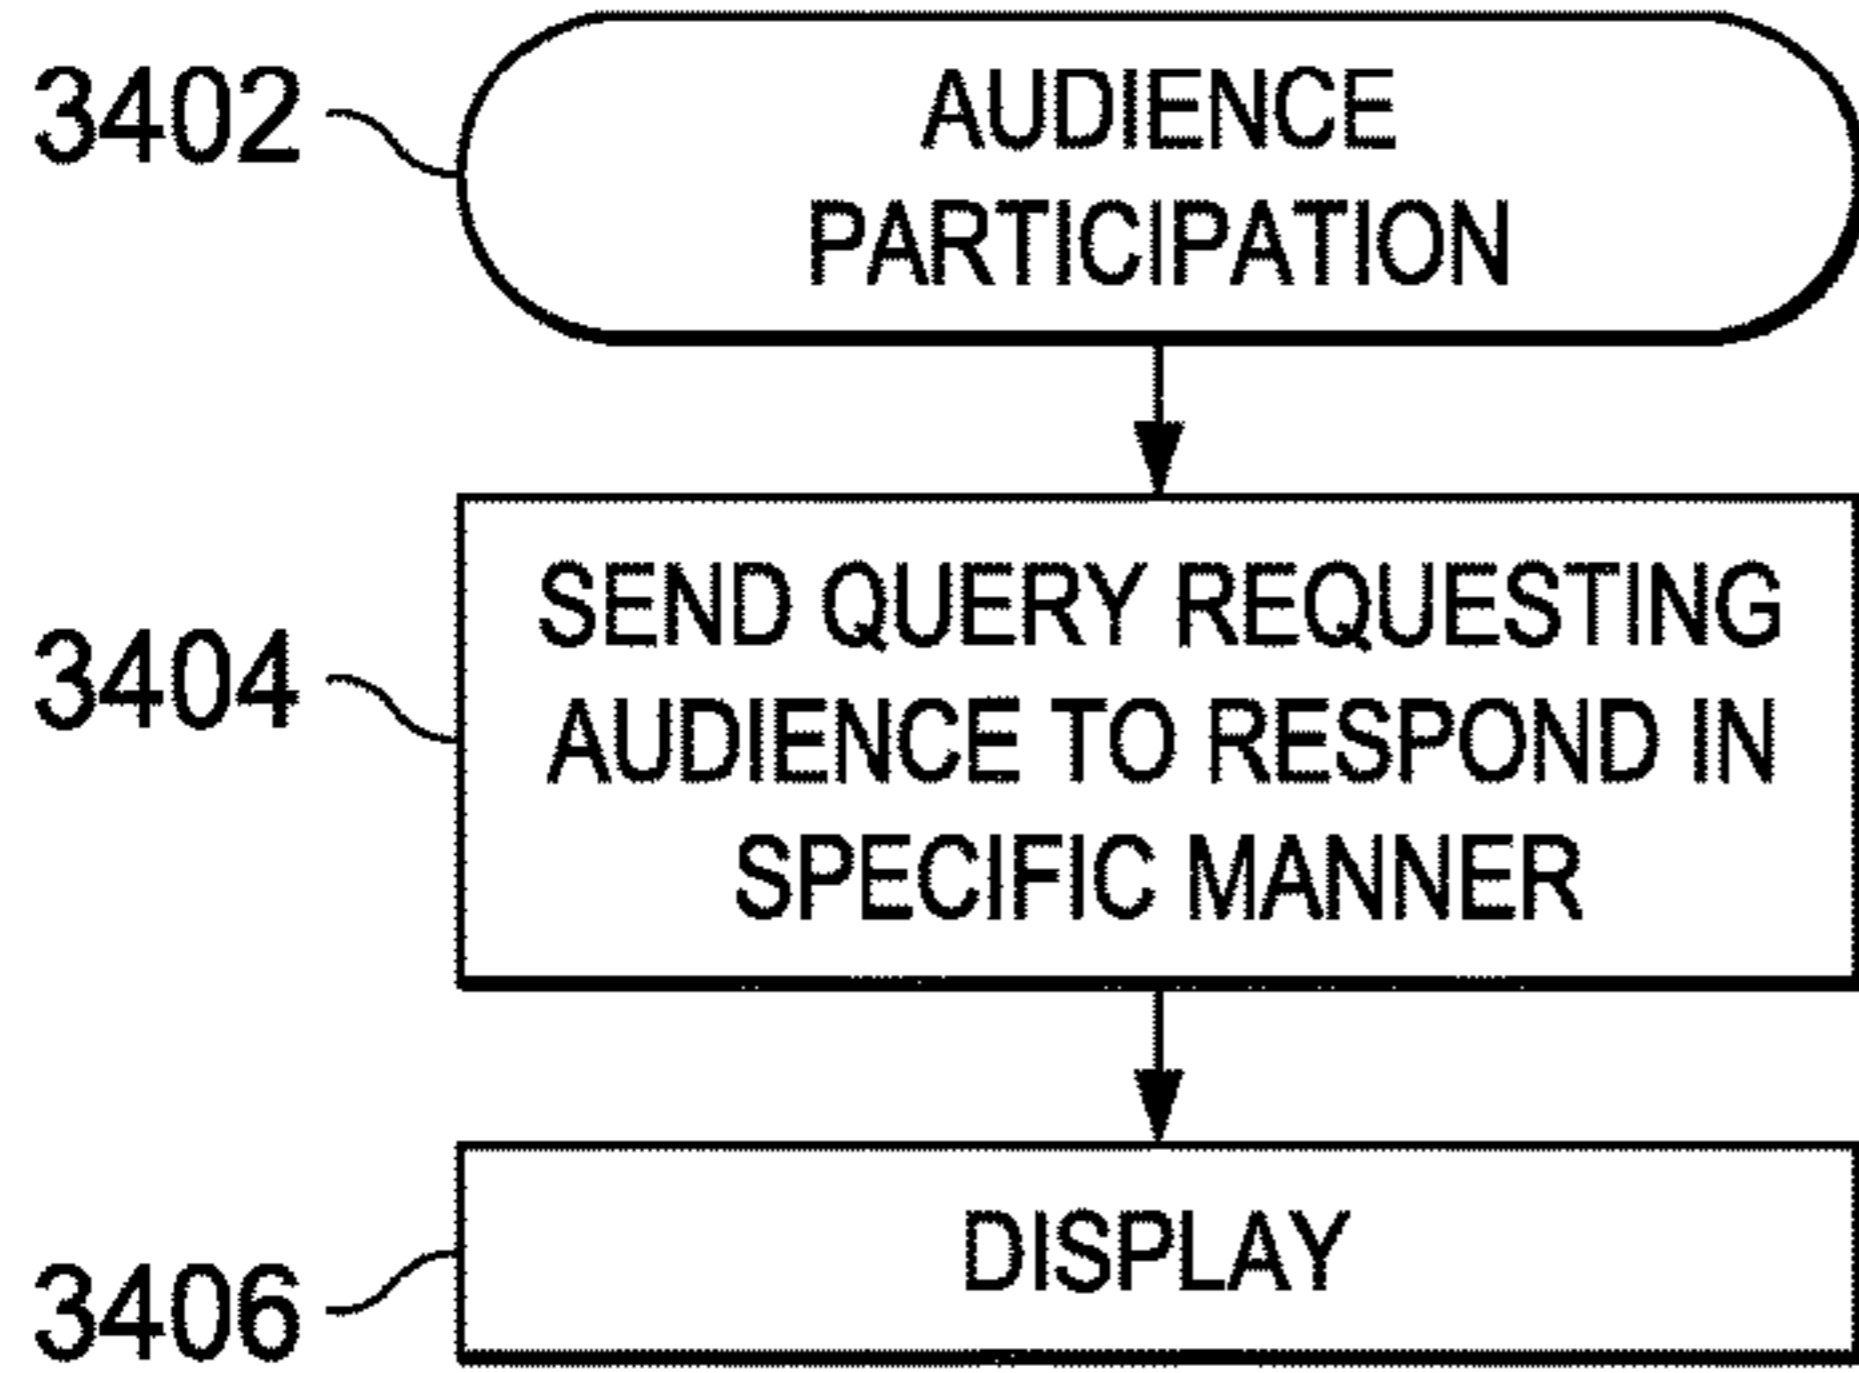 3402
AUDIENCE
PARTICIPATION
3404
SEND QUERY REQUESTING
AUDIENCE TO RESPOND IN
SPECIFIC MANNER
3406
DISPLAY